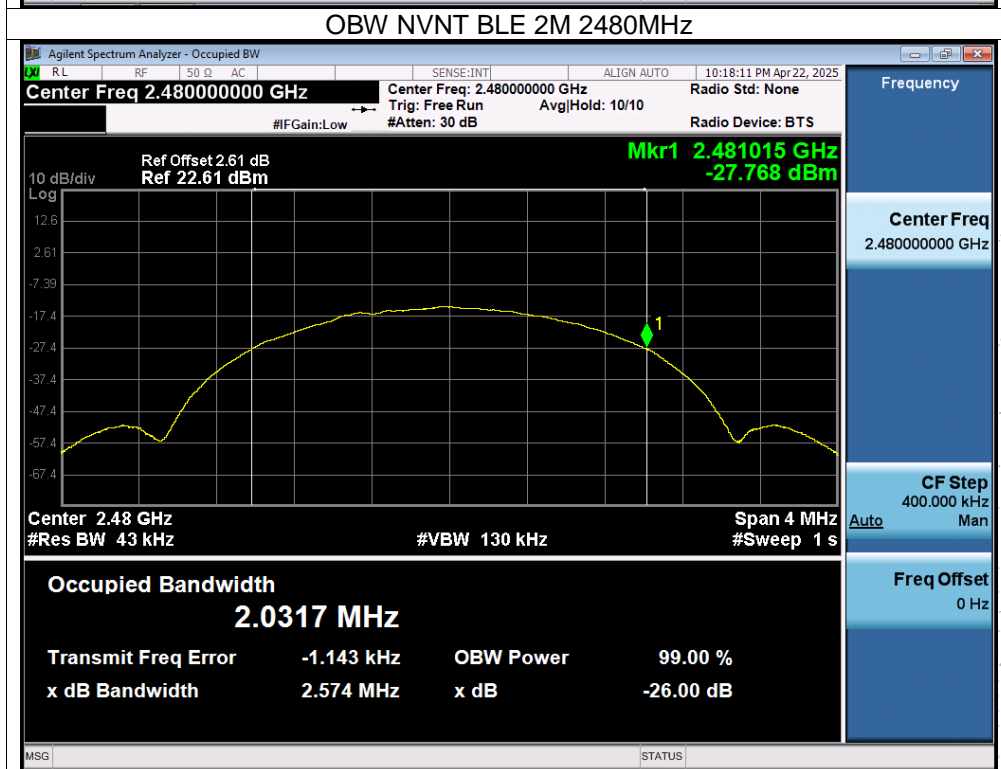 OBW NVNT BLE 2M 2480MHz
Agilent Spectrum Analyzer - Occupied BW
LXI RL RF 50 Ω AC SENSE:INT ALIGN AUTO 10:18:11 PM Apr 22, 2025
Center Freq 2.480000000 GHz Center Freq: 2.480000000 GHz Radio Std: None Frequency
Trig: Free Run Avg|Hold: 10/10
#IFGain:Low #Atten: 30 dB Radio Device: BTS
Mkr1 2.481015 GHz
Ref Offset 2.61 dB
10 dB/div Ref 22.61 dBm -27.768 dBm
Log
12.6
2.61
-7.39
-17.4
-27.4
-37.4
-47.4
-57.4
-67.4
1
Center Freq
2.480000000 GHz
Center 2.48 GHz Span 4 MHz
#Res BW 43 kHz #VBW 130 kHz #Sweep 1 s
CF Step
400.000 kHz
Auto Man
Freq Offset
0 Hz
Occupied Bandwidth
2.0317 MHz
Transmit Freq Error -1.143 kHz OBW Power 99.00 %
x dB Bandwidth 2.574 MHz x dB -26.00 dB
MSG STATUS